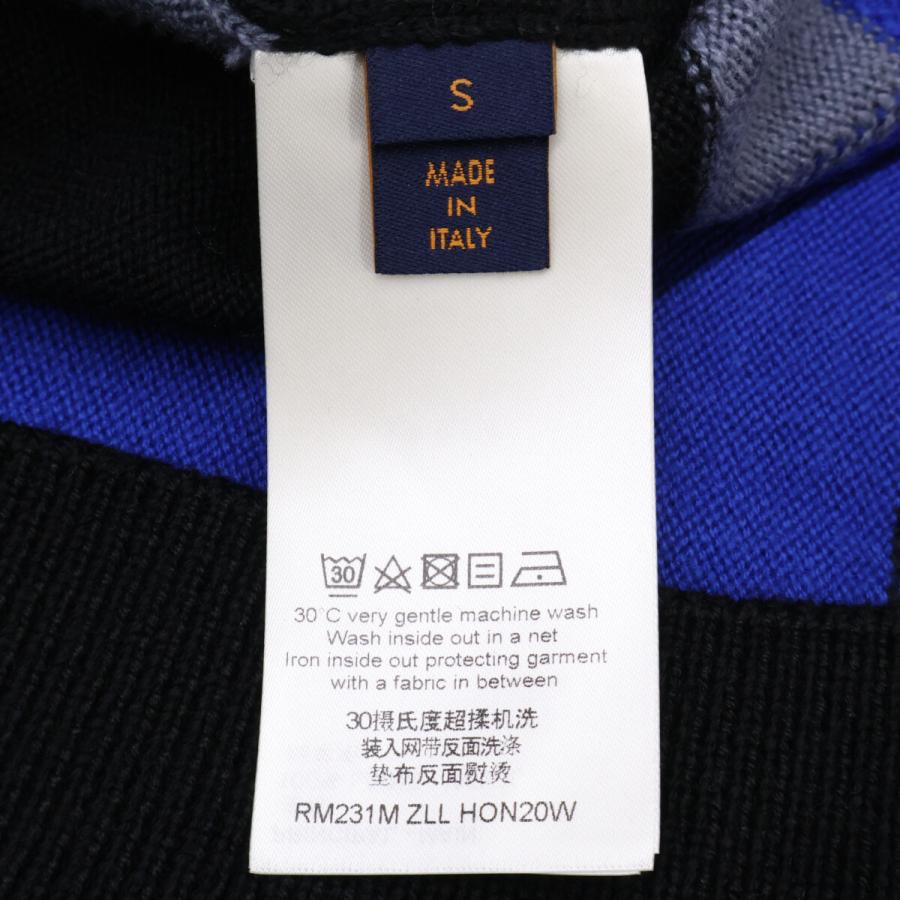 S
MADE
IN
ITALY
30
30°C very gentle machine wash
Wash inside out in a net
Iron inside out protecting garment
with a fabric in between
30摄氏度超揉机洗
装入网带反面洗涤
垫布反面熨烫
RM231M ZLL HON20W